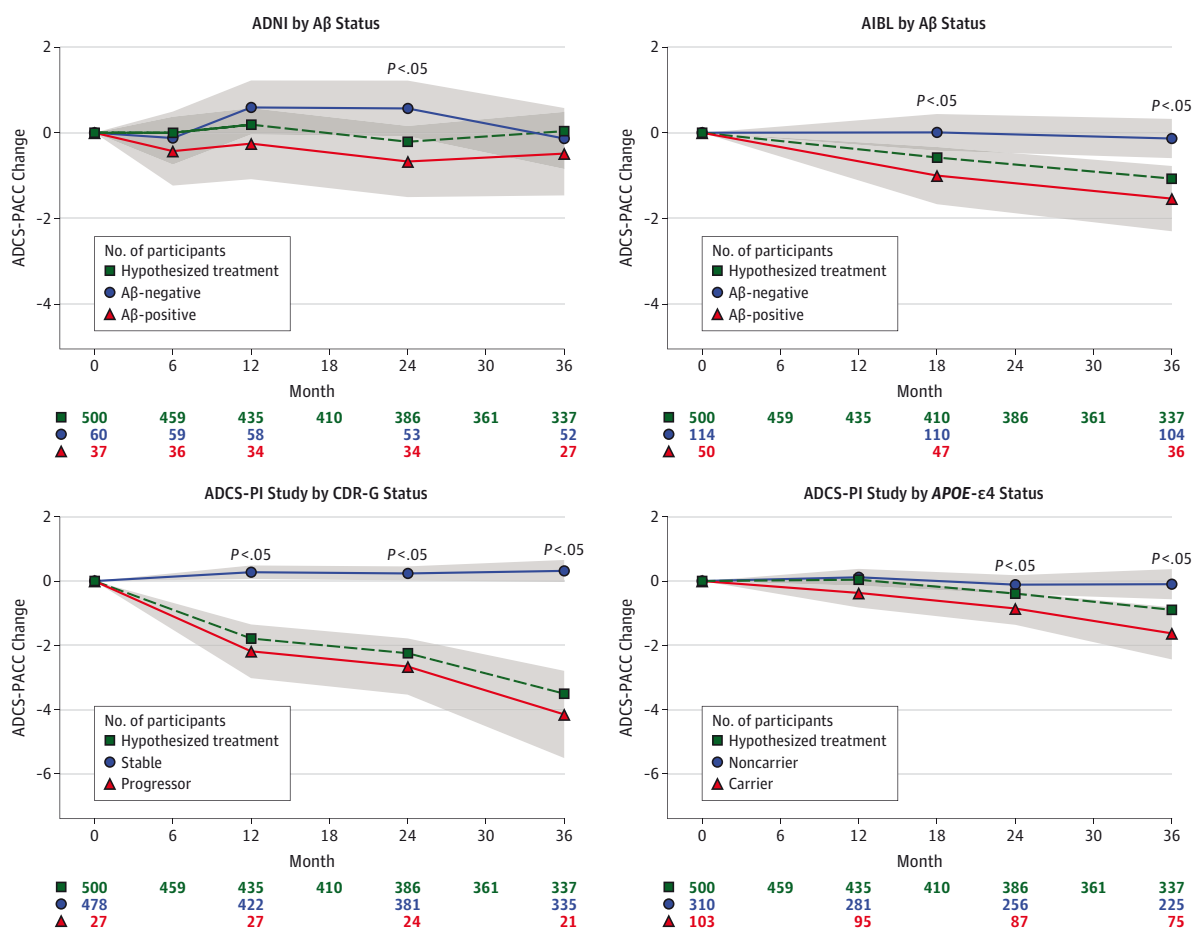 ADNI by Aβ Status
2
0
-2
-4
ADCS-PACC Change
P<.05
No. of participants
Hypothesized treatment
Aβ-negative
Aβ-positive
0 6 12 18 24 30 36
Month
500 459 435 410 386 361 337
60 59 58 53 52
37 36 34 34 27
AIBL by Aβ Status
2
0
-2
-4
ADCS-PACC Change
P<.05
P<.05
No. of participants
Hypothesized treatment
Aβ-negative
Aβ-positive
0 6 12 18 24 30 36
Month
500 459 435 410 386 361 337
114 110 104
50 47 36
ADCS-PI Study by CDR-G Status
2
0
-2
-4
-6
ADCS-PACC Change
P<.05 P<.05 P<.05
No. of participants
Hypothesized treatment
Stable
Progressor
0 6 12 18 24 30 36
Month
500 459 435 410 386 361 337
478 422 381 335
27 27 24 21
ADCS-PI Study by APOE-ε4 Status
2
0
-2
-4
-6
ADCS-PACC Change
P<.05
P<.05
No. of participants
Hypothesized treatment
Noncarrier
Carrier
0 6 12 18 24 30 36
Month
500 459 435 410 386 361 337
310 281 256 225
103 95 87 75